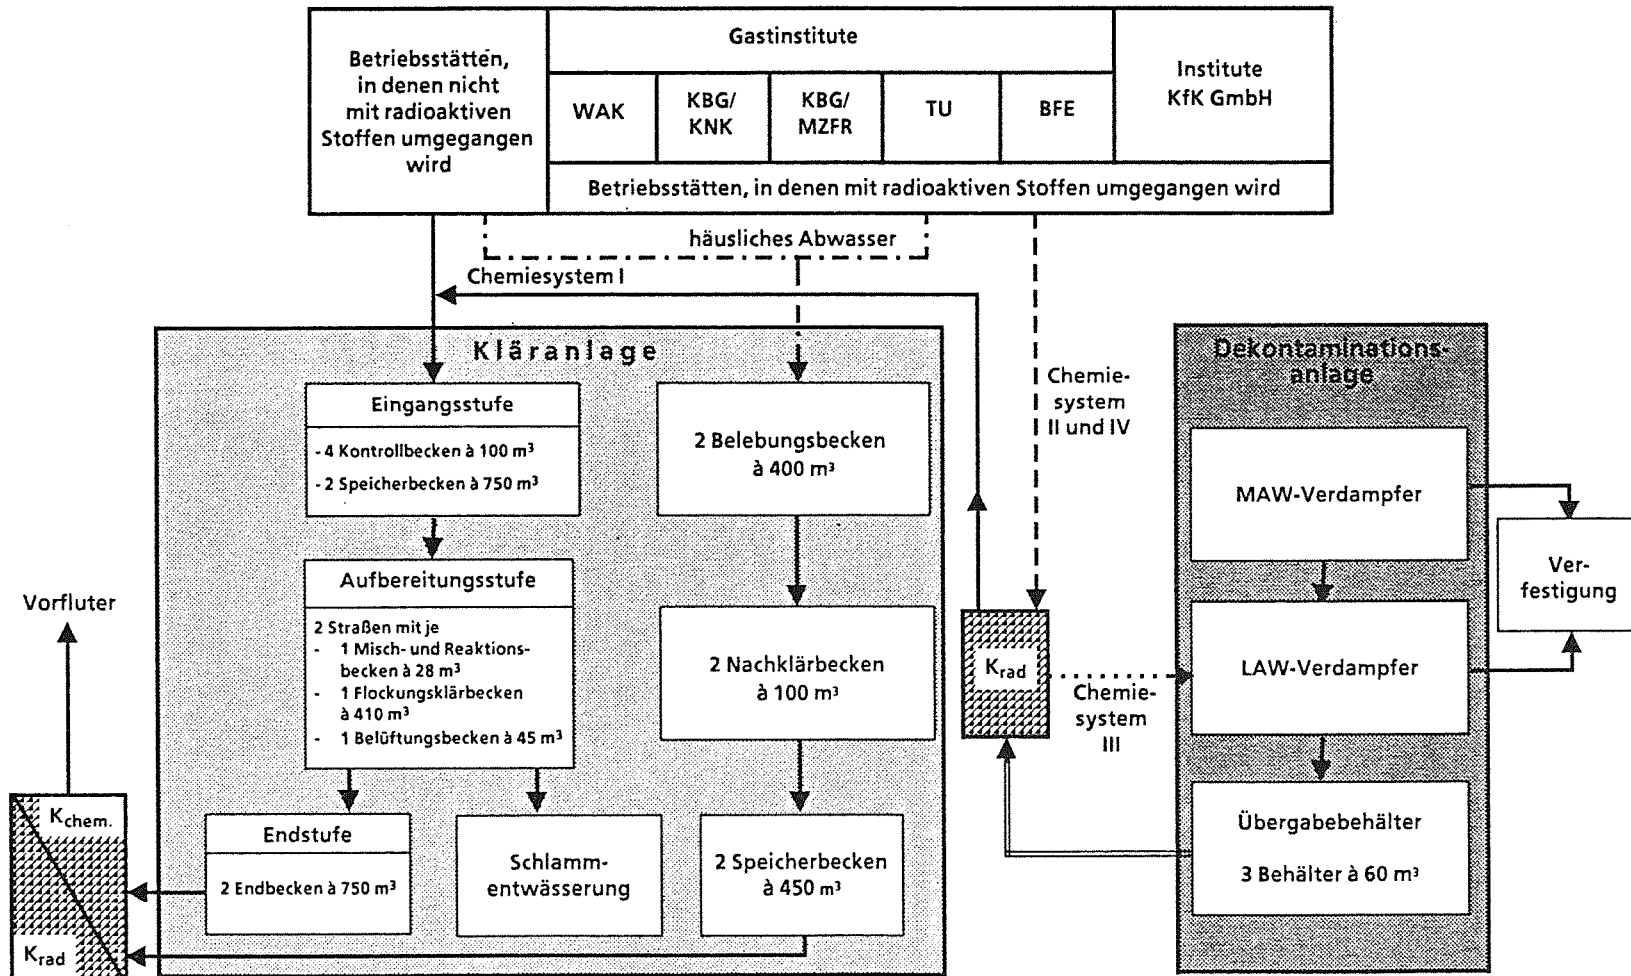 Betriebsstätten,
in denen nicht
mit radioaktiven
Stoffen umgegangen
wird
Gastinstitute
WAK
KBG/
KNK
KBG/
MZFR
TU
BFE
Institute
KfK GmbH
Betriebsstätten, in denen mit radioaktiven Stoffen umgegangen wird
häusliches Abwasser
Chemiesystem I
Kläranlage
Eingangsstufe
- 4 Kontrollbecken à 100 m³
- 2 Speicherbecken à 750 m³
Aufbereitungsstufe
2 Straßen mit je
- 1 Misch- und Reaktions-
becken à 28 m³
- 1 Flockungsklärbecken
à 410 m³
- 1 Belüftungsbecken à 45 m³
Endstufe
2 Endbecken à 750 m³
Schlamm-
entwässerung
2 Belebungsbecken
à 400 m³
2 Nachklärbecken
à 100 m³
2 Speicherbecken
à 450 m³
Vorfluter
Kchem.
Krad
Chemie-
system
II und IV
Krad
Chemie-
system
III
Dekontaminations-
anlage
MAW-Verdampfer
LAW-Verdampfer
Übergabebehälter
3 Behälter à 60 m³
Ver-
festigung